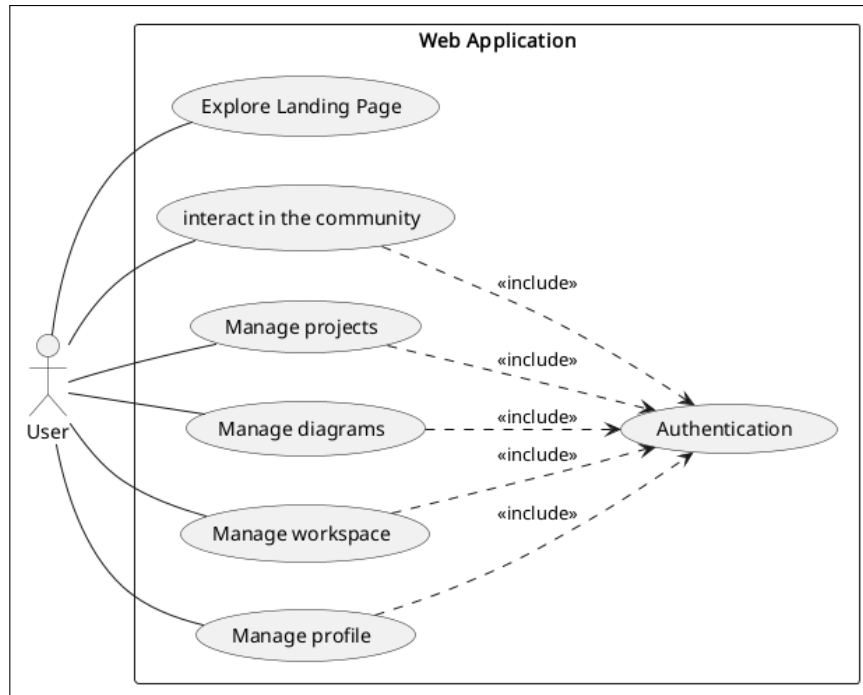 Web Application
Explore Landing Page
interact in the community
«include»
Manage projects
«include»
Manage diagrams
«include»
Authentication
User
«include»
Manage workspace
«include»
Manage profile